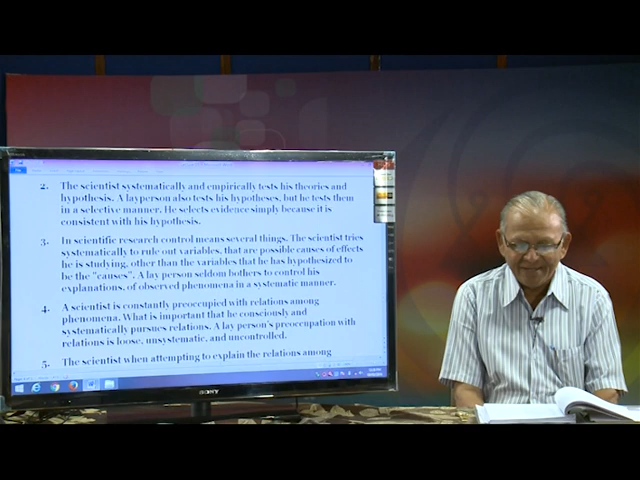 2. The scientist systematically and empirically tests his theories and
hypothesis. A layperson also tests his hypotheses, but he tests them
in a selective manner. He selects evidence simply because it is
consistent with his hypothesis.
3. In scientific research control means several things. The scientist tries
systematically to rule out variables, that are possible causes of effects
he is studying, other than the variables that he has hypothesized to
be the "causes". A lay person seldom bothers to control his
explanations, of observed phenomena in a systematic manner.
4. A scientist is constantly preoccupied with relations among
phenomena. What is important that he consciously and
systematically pursues relations. A lay person's preoccupation with
relations is loose, unsystematic, and uncontrolled.
5. The scientist when attempting to explain the relations among
SONY